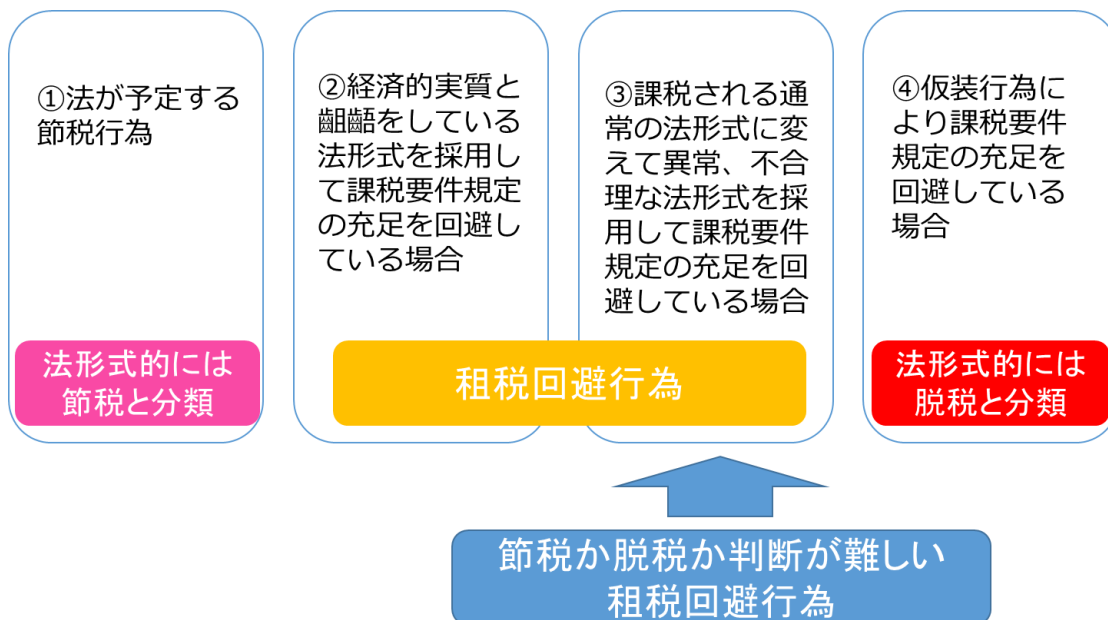 ①法が予定する
節税行為
②経済的実質と
齟齬をしている
法形式を採用し
て課税要件規定
の充足を回避し
ている場合
③課税される通
常の法形式に変
えて異常、不合
理な法形式を採
用して課税要件
規定の充足を回
避している場合
④仮装行為に
より課税要件
規定の充足を
回避している
場合
法形式的には
節税と分類
租税回避行為
法形式的には
脱税と分類
節税か脱税か判断が難しい
租税回避行為